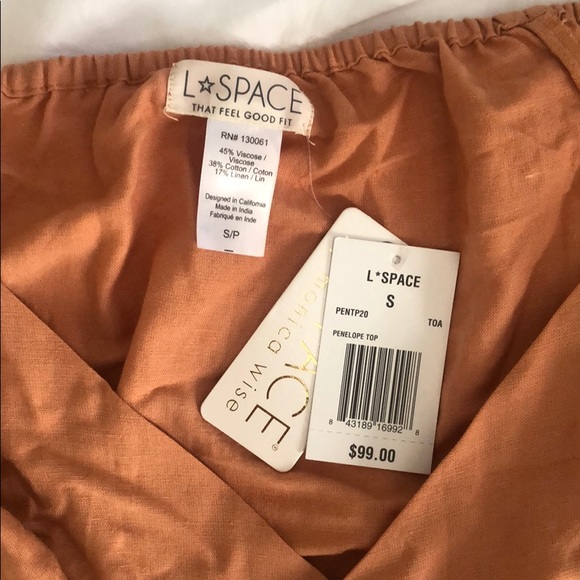 L☆SPACE
THAT FEEL GOOD FIT
RN# 130061
45% Viscose /
Viscose
38% Cotton / Coton
17% Linen / Lin
Designed in California
Made in India
Fabriqué en Inde
S/P
ACE®
monica wise
L*SPACE
S
PENTP20 TOA
PENELOPE TOP
8 43189 16992 8
$99.00